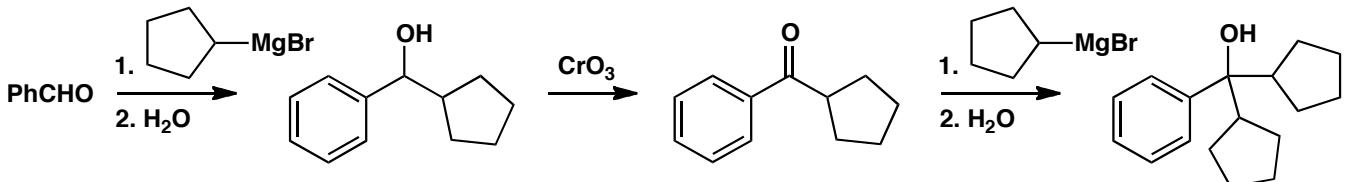 PhCHO
1.
MgBr
2. H₂O
OH
CrO₃
O
1.
MgBr
2. H₂O
OH